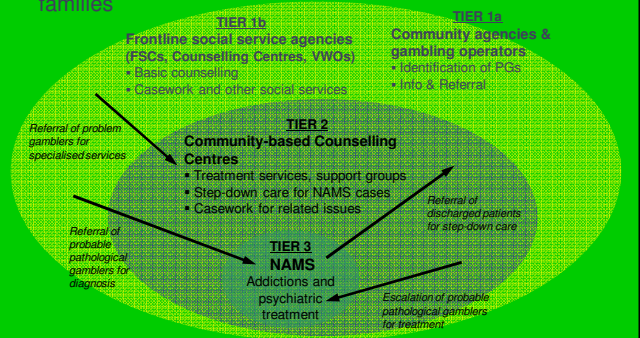 families
TIER 1b
Frontline social service agencies
(FSCs, Counselling Centres, VWOs)
▪ Basic counselling
▪ Casework and other social services
TIER 1a
Community agencies &
gambling operators
▪ Identification of PGs
▪ Info & Referral
Referral of problem
gamblers for
specialised services
TIER 2
Community-based Counselling
Centres
▪ Treatment services, support groups
▪ Step-down care for NAMS cases
▪ Casework for related issues
Referral of
discharged patients
for step-down care
Referral of
probable
pathological
gamblers for
diagnosis
TIER 3
NAMS
Addictions and
psychiatric
treatment
Escalation of probable
pathological gamblers
for treatment